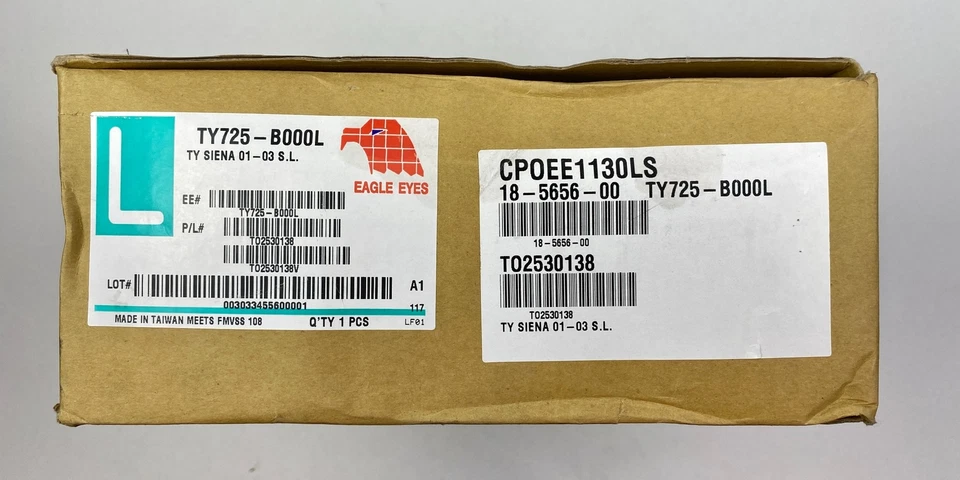 L
TY725-B000L
TY SIENA 01-03 S.L.
EAGLE EYES
EE#
TY725-B000L
P/L#
TO2530138
TO2530138V
LOT#
A1
003033455600001
117
MADE IN TAIWAN MEETS FMVSS 108
Q'TY 1 PCS
LF01
CPOEE1130LS
18-5656-00 TY725-B000L
18-5656-00
TO2530138
TO2530138
TY SIENA 01-03 S.L.